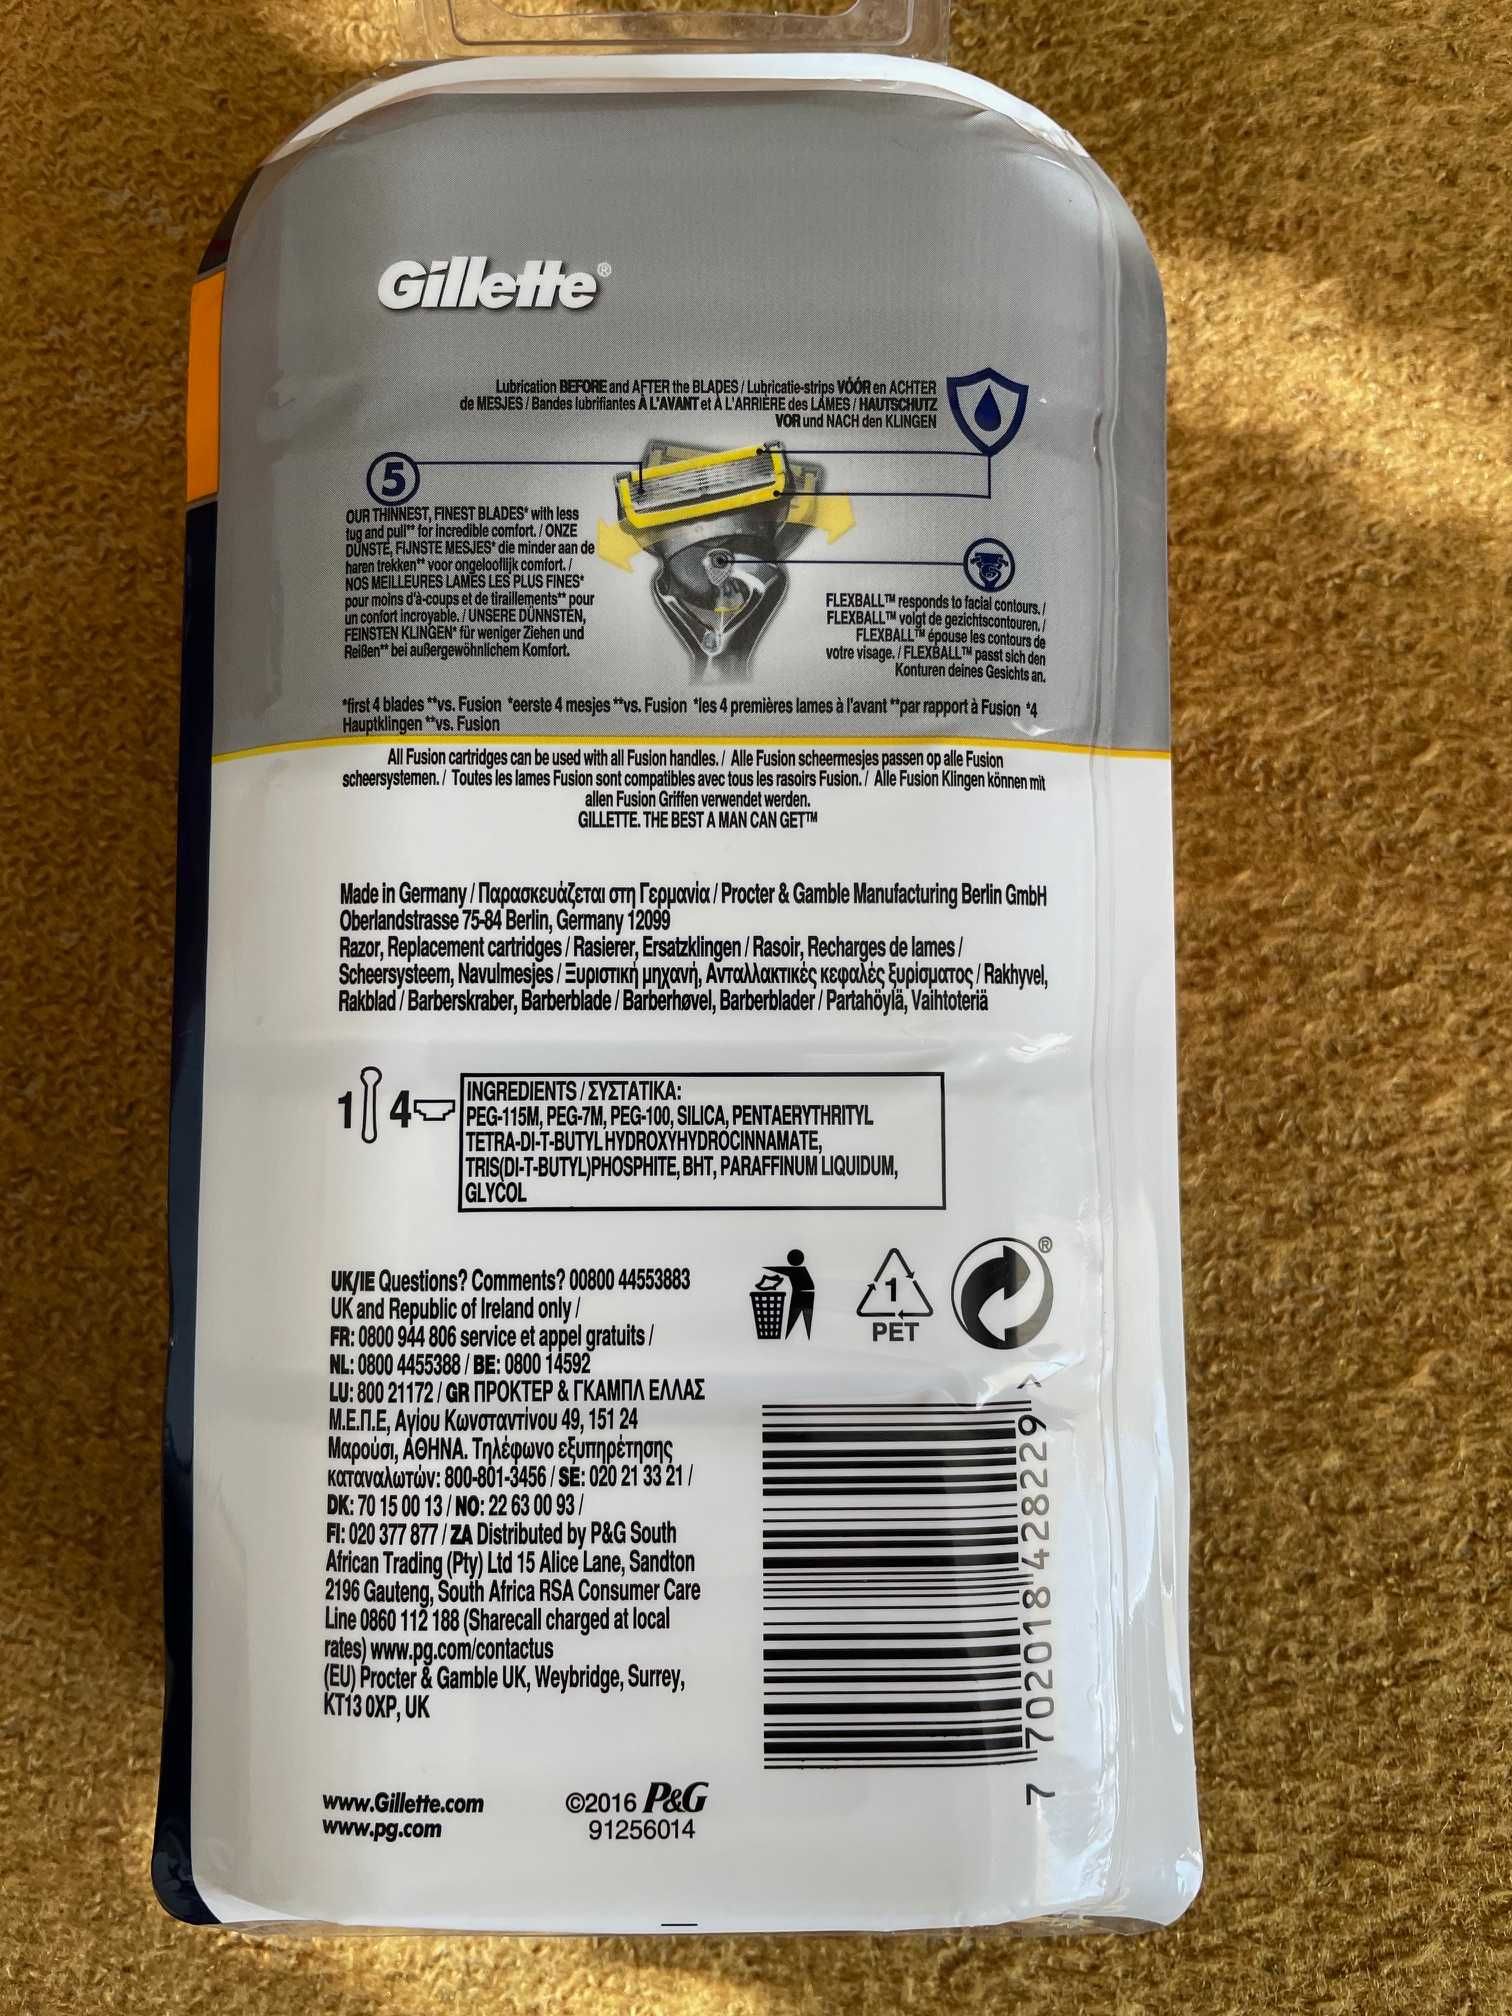 Gillette®
Lubrication BEFORE and AFTER the BLADES / Lubricatie-strips VÓÓR en ACHTER
de MESJES / Bandes lubrifiantes À L'AVANT et À L'ARRIÈRE des LAMES / HAUTSCHUTZ
VOR und NACH den KLINGEN
5
OUR THINNEST, FINEST BLADES* with less
tug and pull** for incredible comfort. / ONZE
DUNSTE, FIJNSTE MESJES* die minder aan de
haren trekken** voor ongelooflijk comfort. /
NOS MEILLEURES LAMES LES PLUS FINES*
pour moins d'à-coups et de tiraillements** pour
un confort incroyable. / UNSERE DÜNNSTEN,
FEINSTEN KLINGEN* für weniger Ziehen und
Reißen** bei außergewöhnlichem Komfort.
FLEXBALL™ responds to facial contours. /
FLEXBALL™ volgt de gezichtscontouren. /
FLEXBALL™ épouse les contours de
votre visage. / FLEXBALL™ passt sich den
Konturen deines Gesichts an.
*first 4 blades **vs. Fusion *eerste 4 mesjes **vs. Fusion *les 4 premières lames à l'avant **par rapport à Fusion *4
Hauptklingen **vs. Fusion
All Fusion cartridges can be used with all Fusion handles. / Alle Fusion scheermesjes passen op alle Fusion
scheersystemen. / Toutes les lames Fusion sont compatibles avec tous les rasoirs Fusion. / Alle Fusion Klingen können mit
allen Fusion Griffen verwendet werden.
GILLETTE. THE BEST A MAN CAN GET™
Made in Germany / Παρασκευάζεται στη Γερμανία / Procter & Gamble Manufacturing Berlin GmbH
Oberlandstrasse 75-84 Berlin, Germany 12099
Razor, Replacement cartridges / Rasierer, Ersatzklingen / Rasoir, Recharges de lames /
Scheersysteem, Navulmesjes / Ξυριστική μηχανή, Ανταλλακτικές κεφαλές ξυρίσματος / Rakhyvel,
Rakblad / Barberskraber, Barberblade / Barberhøvel, Barberblader / Partahöylä, Vaihtoteriä
1 4
INGREDIENTS / ΣΥΣΤΑΤΙΚΑ:
PEG-115M, PEG-7M, PEG-100, SILICA, PENTAERYTHRITYL
TETRA-DI-T-BUTYL HYDROXYHYDROCINNAMATE,
TRIS(DI-T-BUTYL)PHOSPHITE, BHT, PARAFFINUM LIQUIDUM,
GLYCOL
UK/IE Questions? Comments? 00800 44553883
UK and Republic of Ireland only /
FR: 0800 944 806 service et appel gratuits /
NL: 0800 4455388 / BE: 0800 14592
LU: 800 21172 / GR ΠΡΟΚΤΕΡ & ΓΚΑΜΠΛ ΕΛΛΑΣ
Μ.Ε.Π.Ε, Αγίου Κωνσταντίνου 49, 151 24
Μαρούσι, ΑΘΗΝΑ. Τηλέφωνο εξυπηρέτησης
καταναλωτών: 800-801-3456 / SE: 020 21 33 21 /
DK: 70 15 00 13 / NO: 22 63 00 93 /
FI: 020 377 877 / ZA Distributed by P&G South
African Trading (Pty) Ltd 15 Alice Lane, Sandton
2196 Gauteng, South Africa RSA Consumer Care
Line 0860 112 188 (Sharecall charged at local
rates) www.pg.com/contactus
(EU) Procter & Gamble UK, Weybridge, Surrey,
KT13 0XP, UK
1
PET
®
7 702018 428229 >
www.Gillette.com
www.pg.com
©2016 P&G
91256014